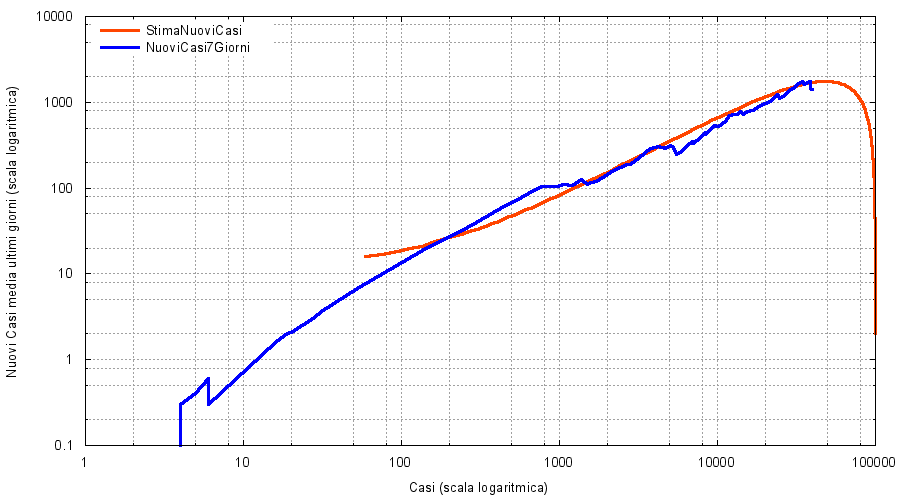 10000
1000
100
10
1
0.1
StimaNuoviCasi
NuoviCasi7Giorni
Nuovi Casi media ultimi giorni (scala logaritmica)
1 10 100 1000 10000 100000
Casi (scala logaritmica)